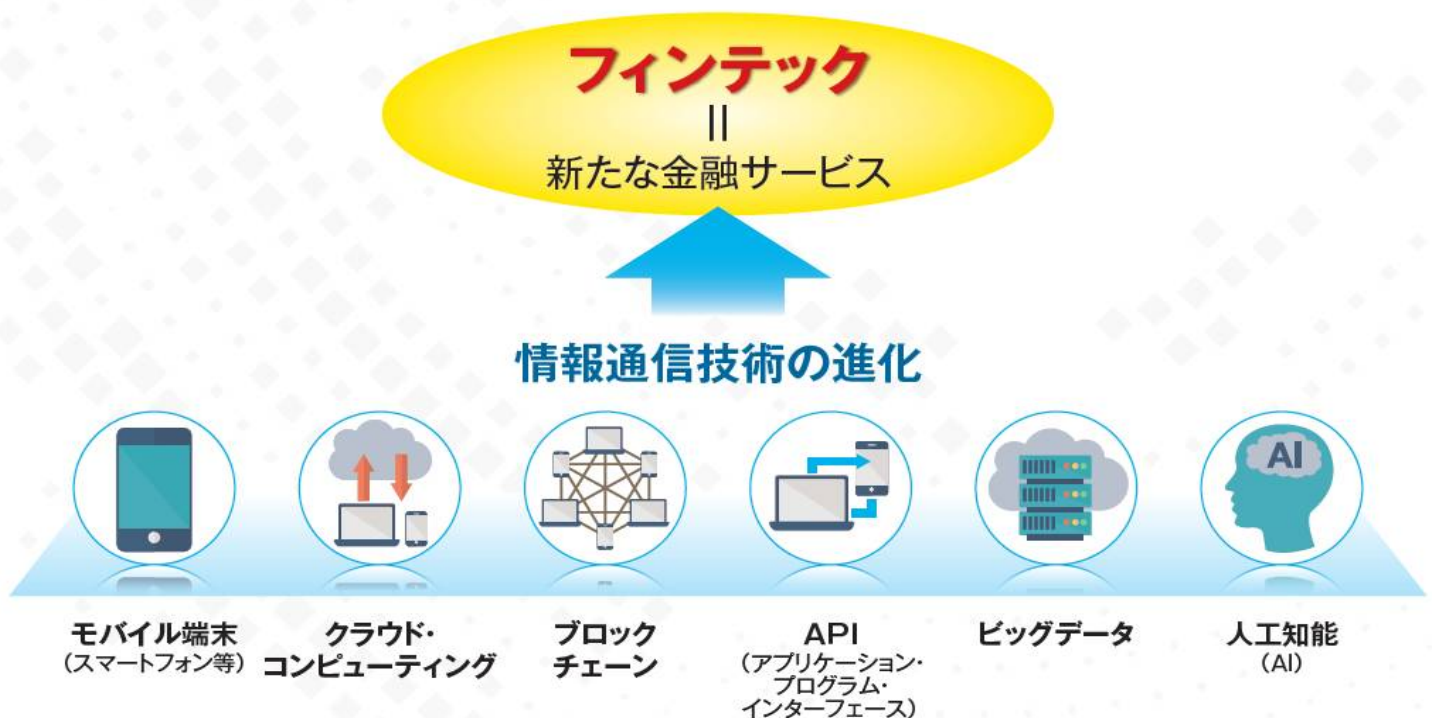 フィンテック
=
新たな金融サービス
情報通信技術の進化
AI
モバイル端末
（スマートフォン等）
クラウド・
コンピューティング
ブロック
チェーン
API
（アプリケーション・
プログラム・
インターフェース）
ビッグデータ
人工知能
（AI）